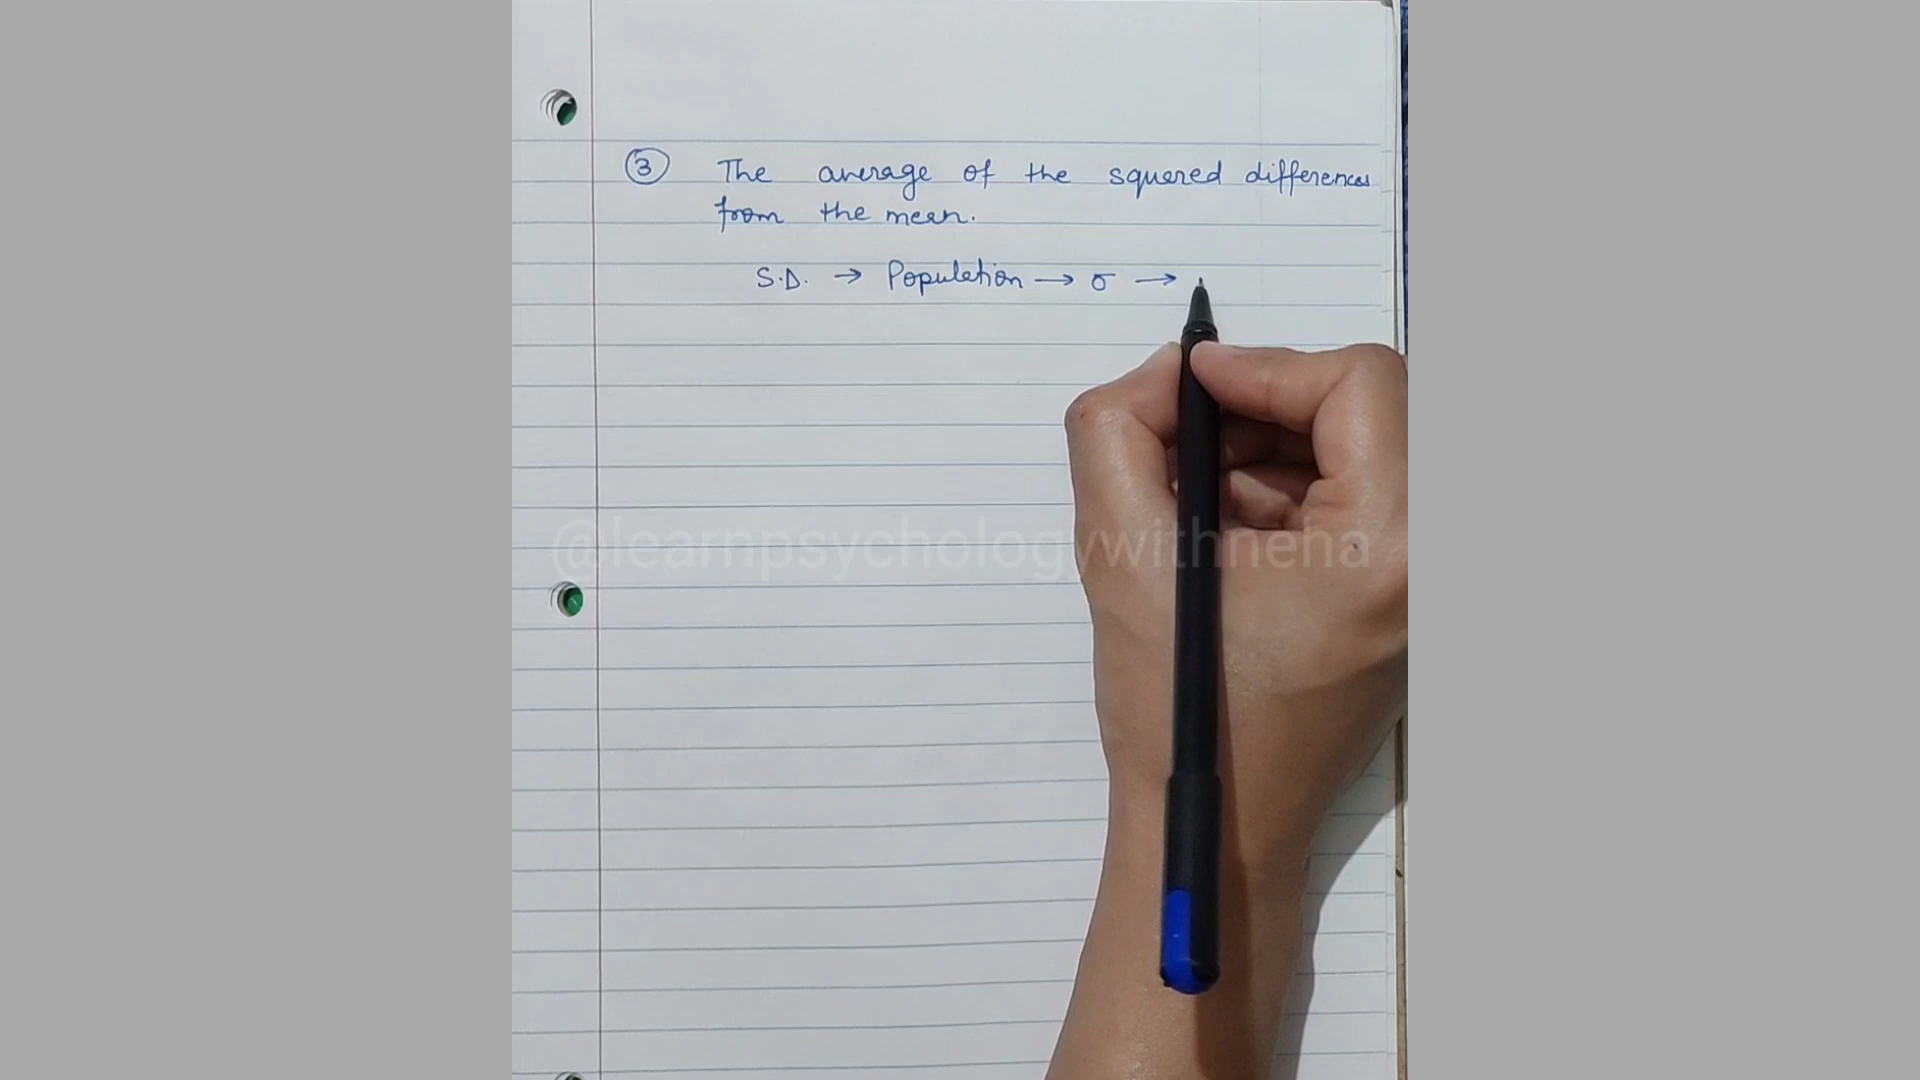 ③ The average of the squared differences
from the mean.
S.D. → Population → σ →
@learnpsychologywithneha